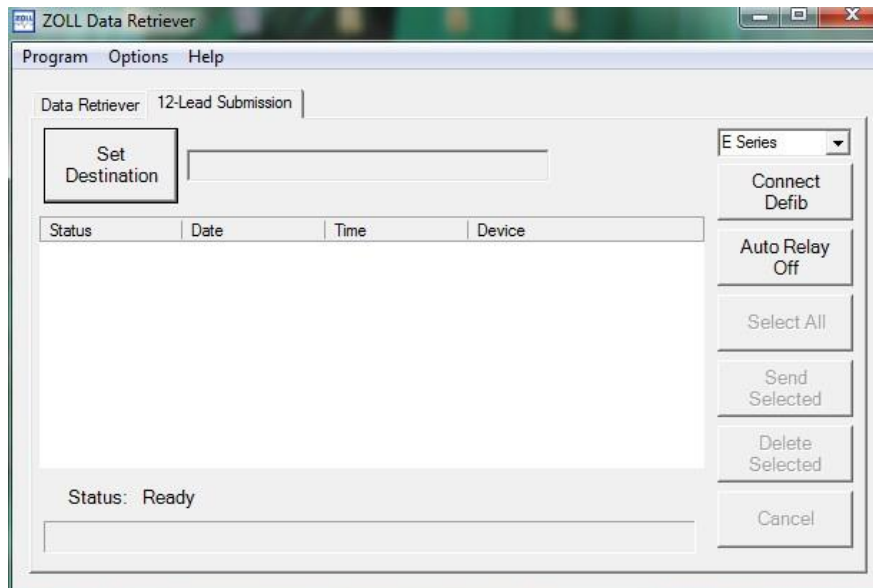 ZOLL Data Retriever
Program Options Help
Data Retriever 12-Lead Submission
Set
Destination
E Series
Connect
Defib
Status Date Time Device
Auto Relay
Off
Select All
Send
Selected
Delete
Selected
Status: Ready
Cancel